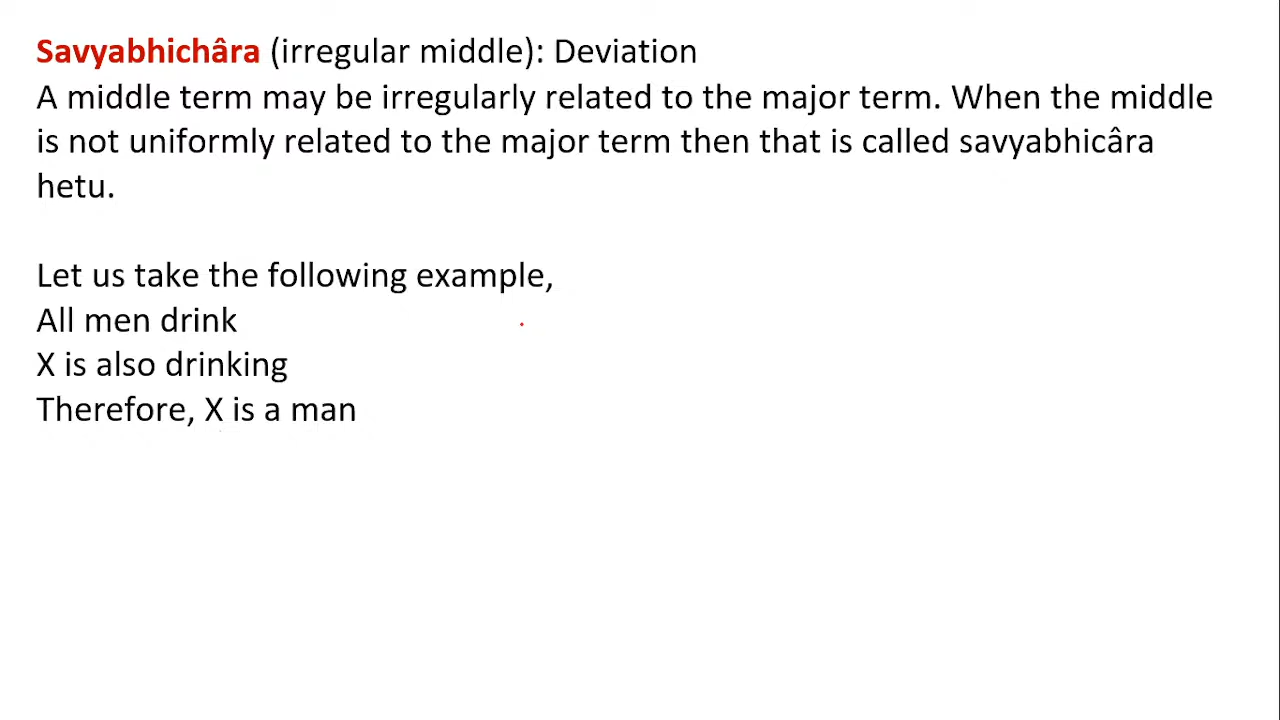 Savyabhichâra (irregular middle): Deviation
A middle term may be irregularly related to the major term. When the middle
is not uniformly related to the major term then that is called savyabhicâra
hetu.
Let us take the following example,
All men drink
X is also drinking
Therefore, X is a man